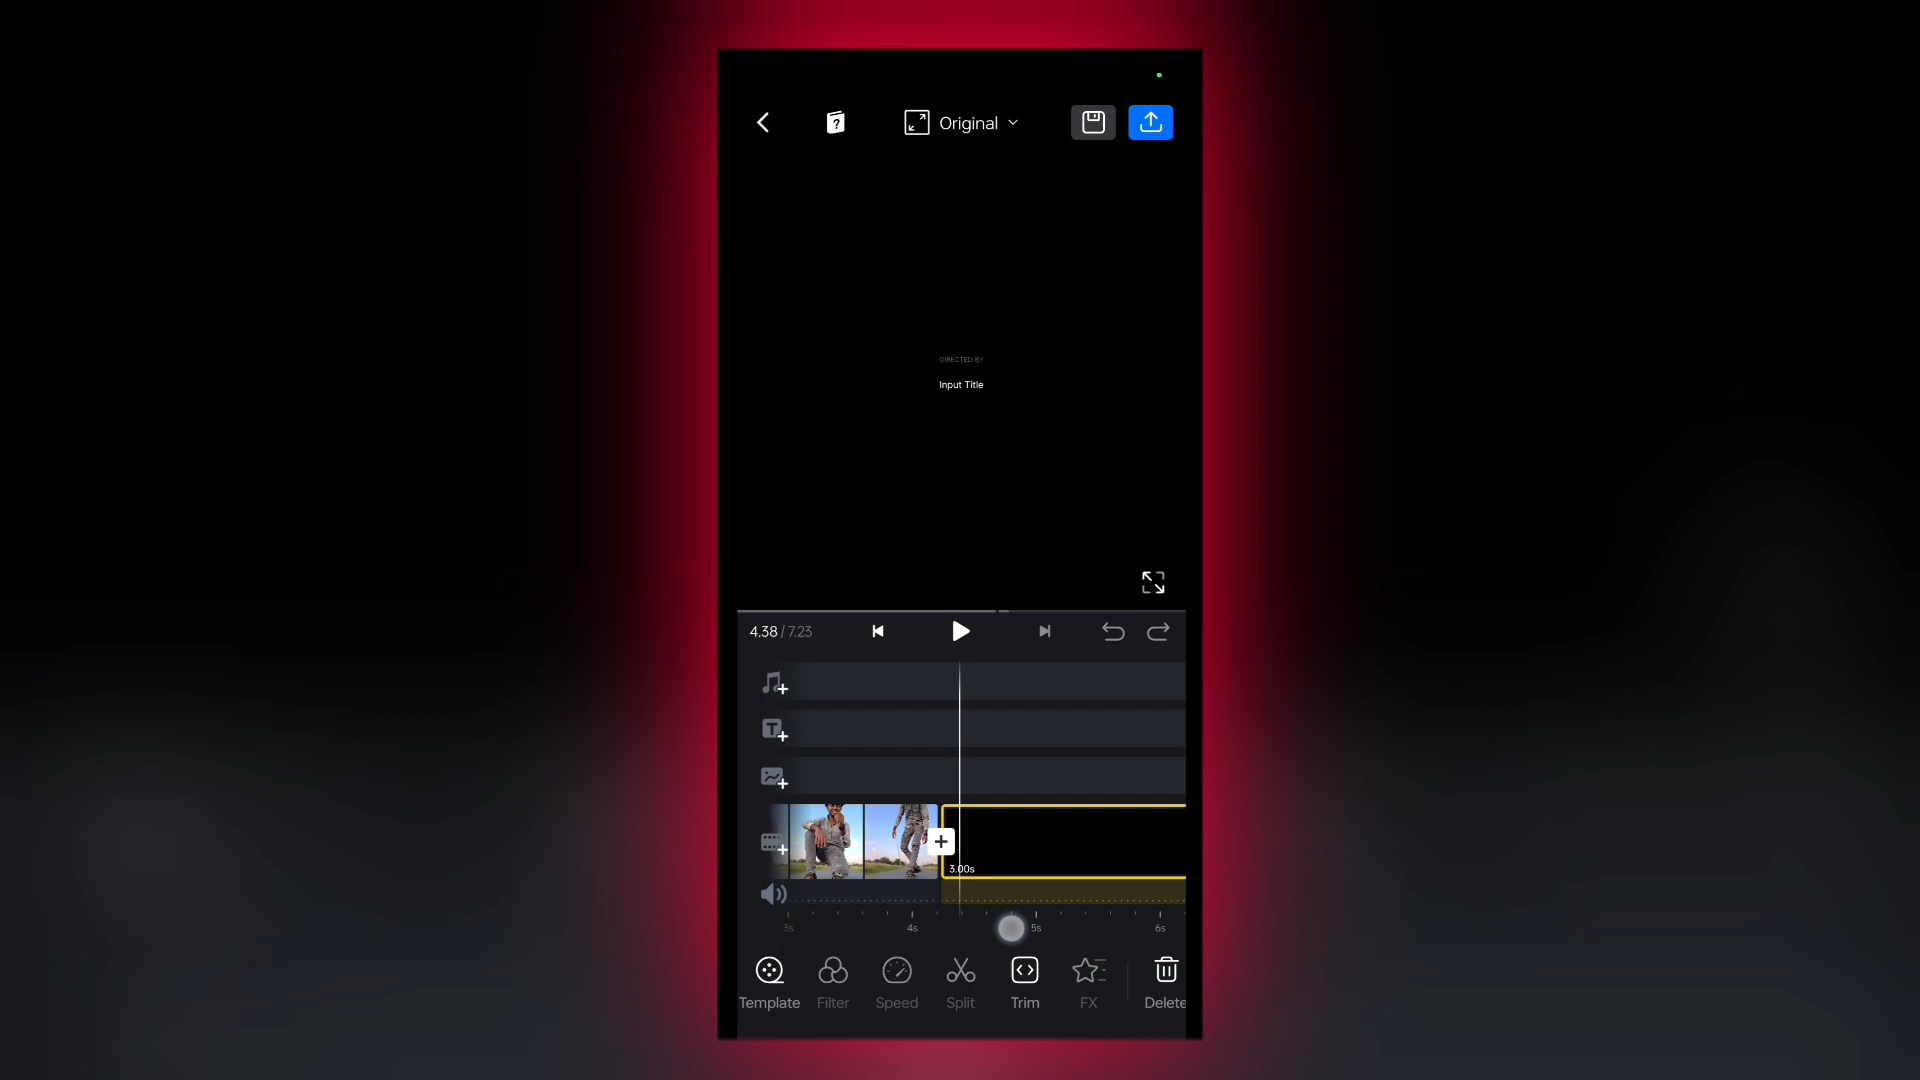 ?
Original
DIRECTED BY
Input Title
4.38 / 7.23
T
3.00s
3s 4s 5s 6s
Template Filter Speed Split Trim FX Delete